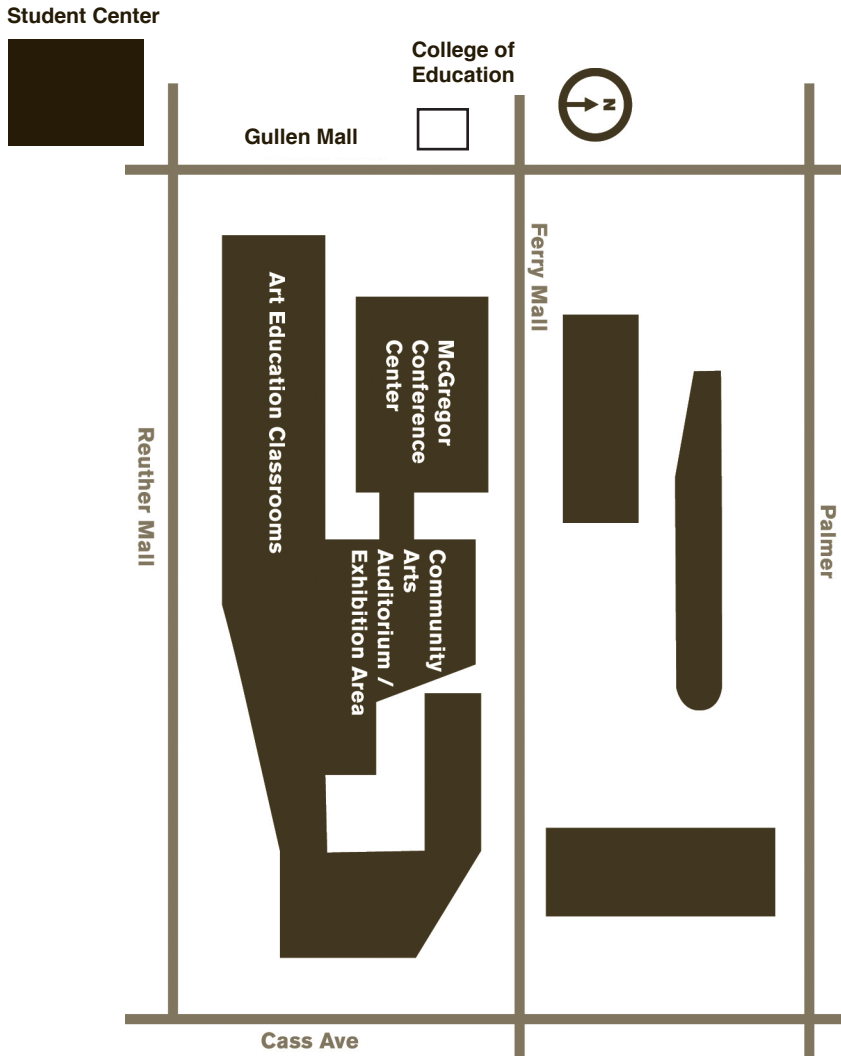 Student Center
College of
Education
N
Gullen Mall
Ferry Mall
Art Education Classrooms
McGregor
Conference
Center
Reuther Mall
Palmer
Community
Arts
Auditorium /
Exhibition Area
Cass Ave